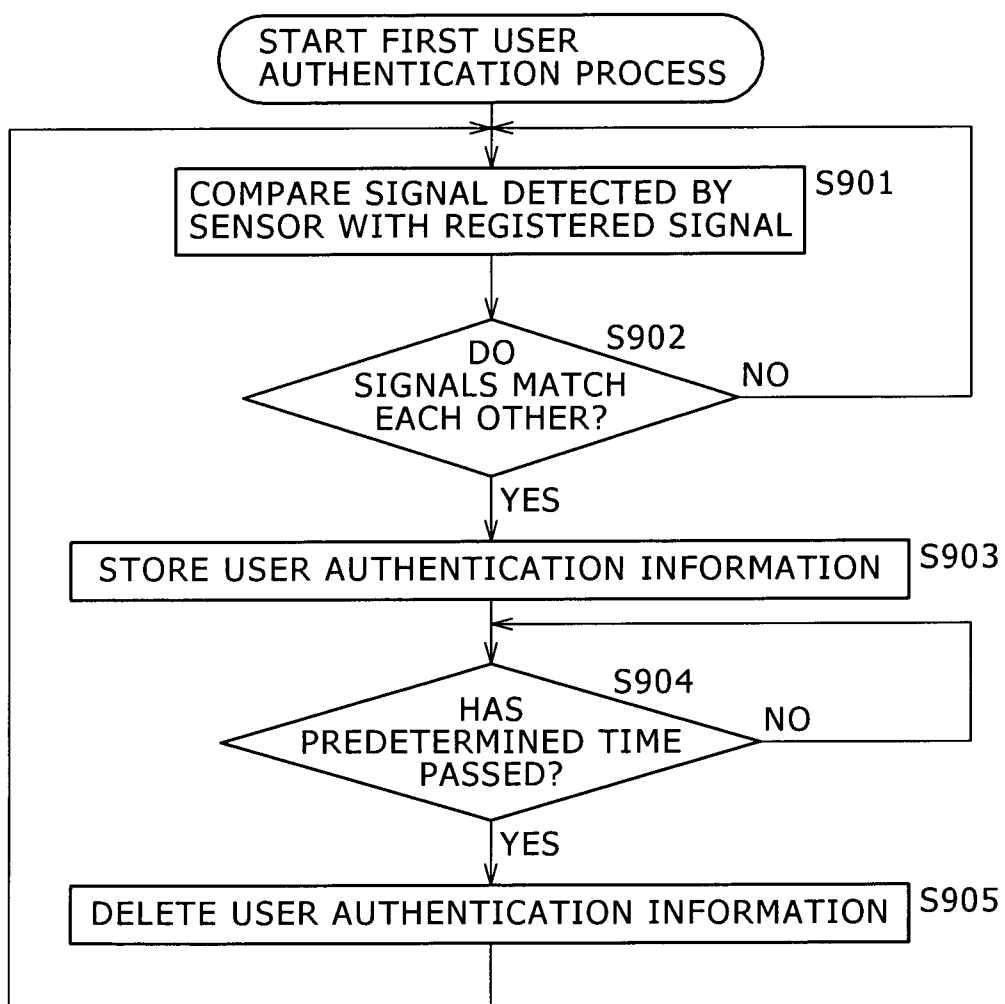 START FIRST USER
AUTHENTICATION PROCESS
COMPARE SIGNAL DETECTED BY
SENSOR WITH REGISTERED SIGNAL
S901
DO
SIGNALS MATCH
EACH OTHER?
S902
NO
YES
STORE USER AUTHENTICATION INFORMATION
S903
HAS
PREDETERMINED TIME
PASSED?
S904
NO
YES
DELETE USER AUTHENTICATION INFORMATION
S905